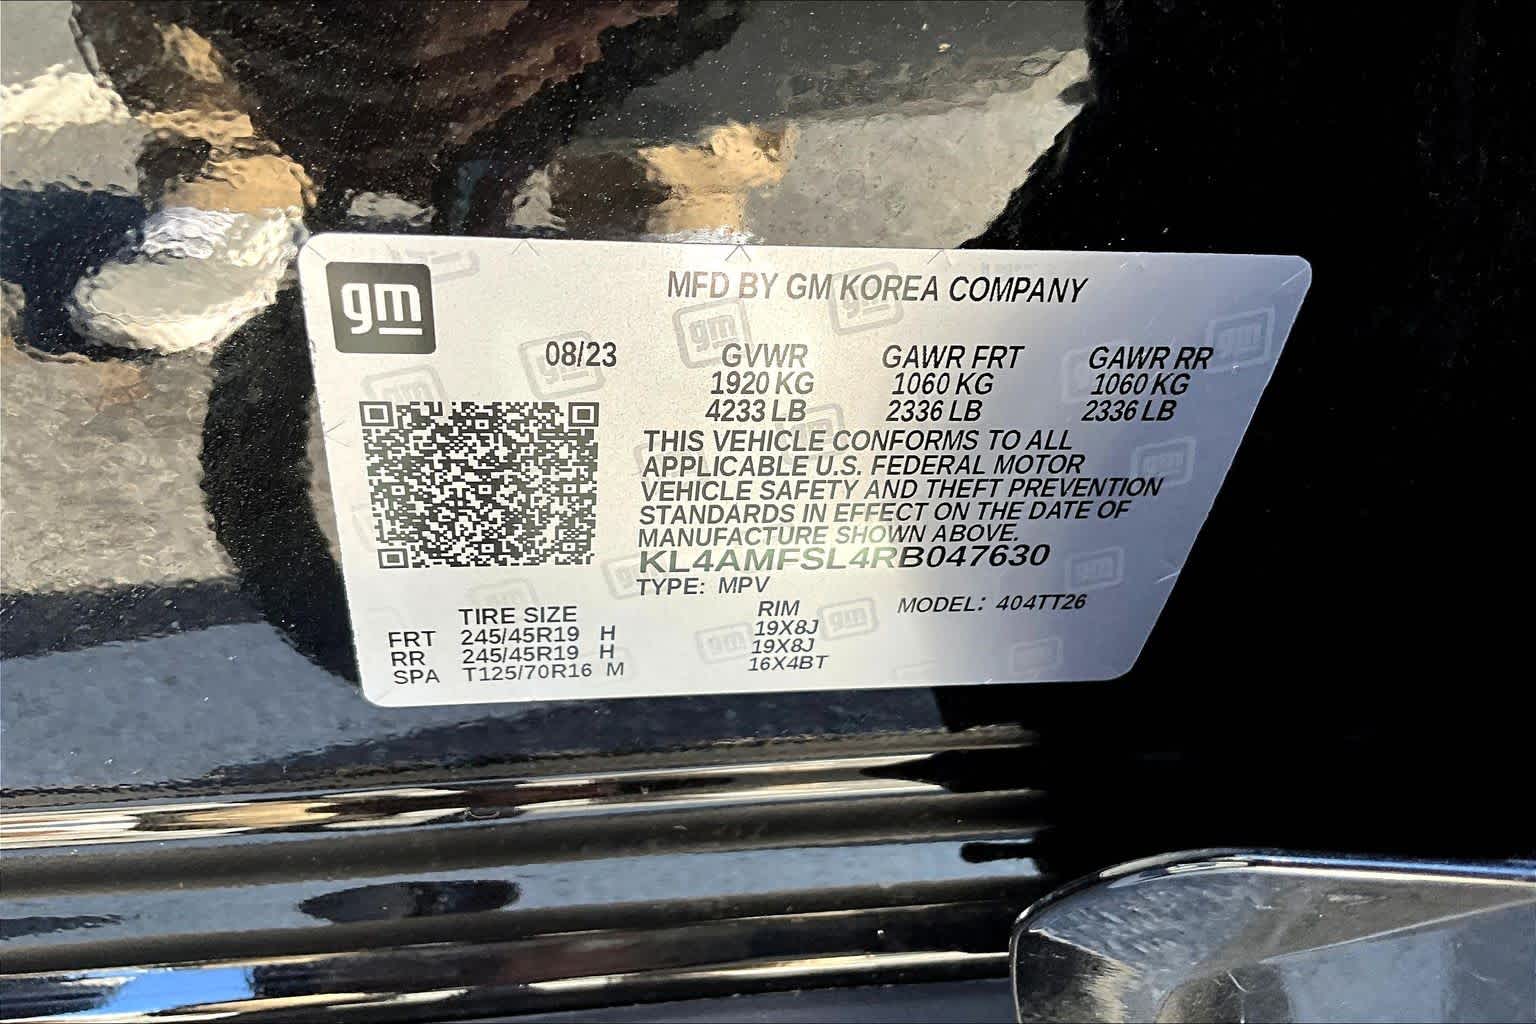 gm
MFD BY GM KOREA COMPANY
08/23
GVWR GAWR FRT GAWR RR
1920 KG 1060 KG 1060 KG
4233 LB 2336 LB 2336 LB
THIS VEHICLE CONFORMS TO ALL
APPLICABLE U.S. FEDERAL MOTOR
VEHICLE SAFETY AND THEFT PREVENTION
STANDARDS IN EFFECT ON THE DATE OF
MANUFACTURE SHOWN ABOVE.
KL4AMFSL4RB047630
TYPE: MPV
MODEL: 404TT26
TIRE SIZE RIM
FRT 245/45R19 H 19X8J
RR 245/45R19 H 19X8J
SPA T125/70R16 M 16X4BT